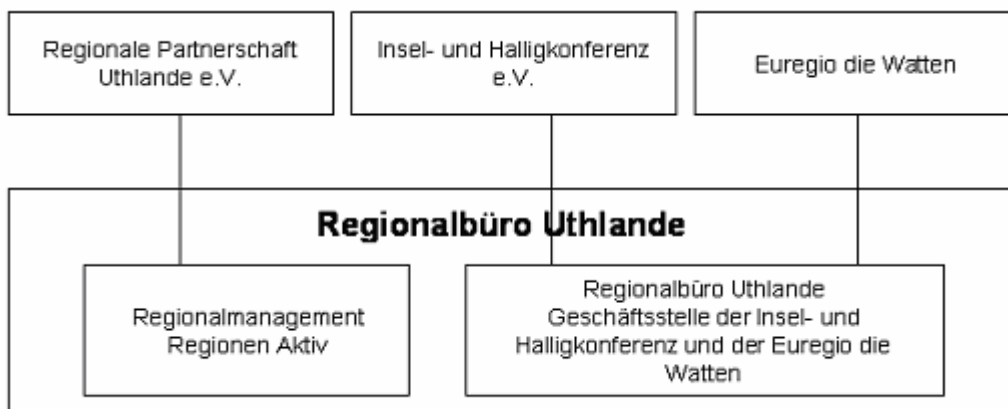 Regionale Partnerschaft
Uthlande e.V.
Insel- und Halligkonferenz
e.V.
Euregio die Watten
Regionalbüro Uthlande
Regionalmanagement
Regionen Aktiv
Regionalbüro Uthlande
Geschäftsstelle der Insel- und
Halligkonferenz und der Euregio die
Watten